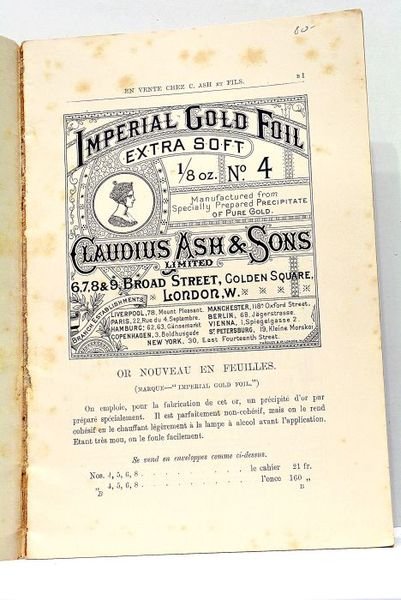 60-
EN VENTE CHEZ C. ASH ET FILS.
B1
IMPERIAL GOLD FOIL
EXTRA SOFT
1/8 oz. No. 4
Manufactured from
Specially Prepared PRECIPITATE
OF PURE GOLD.
CLAUDIUS ASH & SONS
LIMITED
6,7,8 & 9, BROAD STREET, GOLDEN SQUARE,
LONDON, W.
BRANCH ESTABLISHMENTS
LIVERPOOL, 78, Mount Pleasant. MANCHESTER, 118a Oxford Street.
PARIS, 22, Rue du 4, Septembre. BERLIN, 68, Jägerstrasse.
HAMBURG; 62, 63, Gänsemarkt VIENNA, 1, Spiegelgasse 2.
COPENHAGEN, 3, Boldhusgade ST. PETERSBURG, 19, Kleine Morskoi
NEW YORK, 30, East Fourteenth Street.
OR NOUVEAU EN FEUILLES.
(MARQUE—"IMPERIAL GOLD FOIL.")
On emploie, pour la fabrication de cet or, un précipité d'or par
préparé spécialement. Il est parfaitement non-cohésif, mais on le rend
cohésif en le chauffant légèrement à la lampe à alcool avant l'application.
Etant très mou, on le foule facilement.
Se vend en enveloppes comme ci-dessus.
Nos. 4, 5, 6, 8 . . . . . . . . le cahier 21 fr.
„ 4, 5, 6, 8 . . . . . . . . l'once 160 „
B B